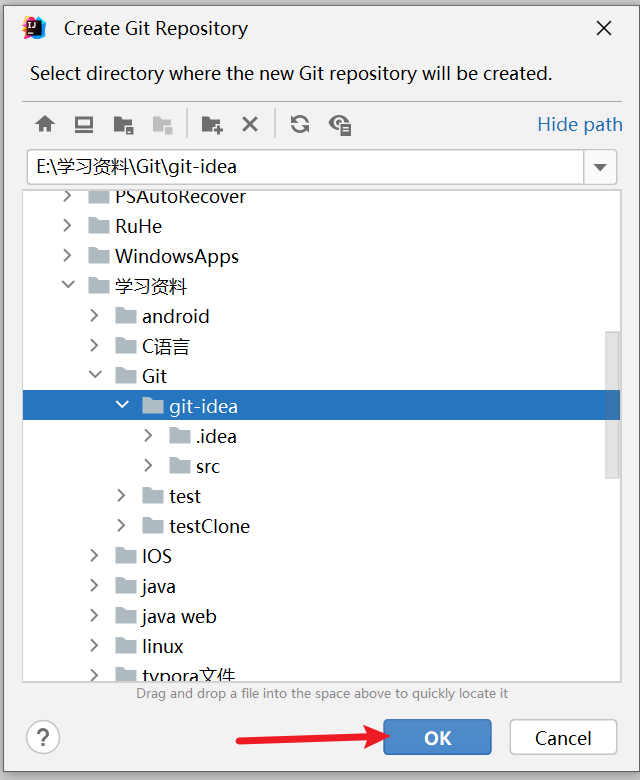 Create Git Repository
Select directory where the new Git repository will be created.
Hide path
E:\学习资料\Git\git-idea
PSAutoRecover
RuHe
WindowsApps
学习资料
android
C语言
Git
git-idea
.idea
src
test
testClone
IOS
java
java web
linux
typora文件
Drag and drop a file into the space above to quickly locate it
?
OK
Cancel